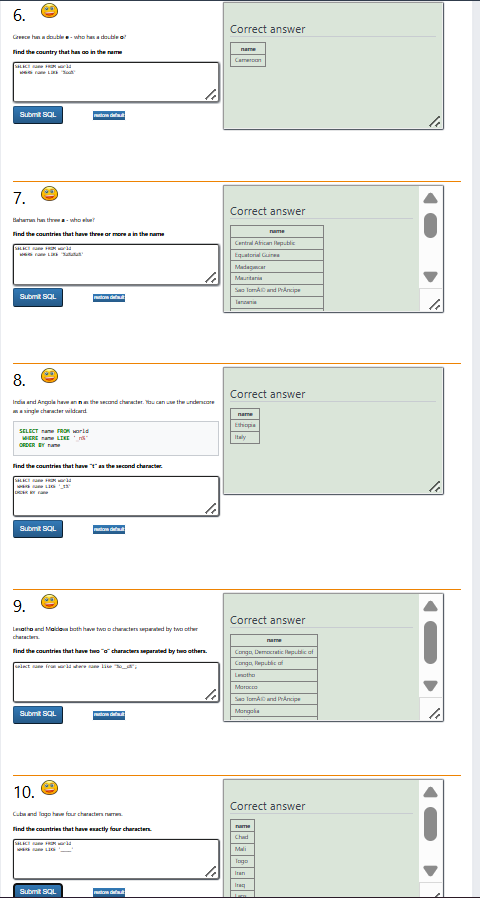 6.
Greece has a double e - who has a double o?
Find the country that has oo in the name
SELECT name FROM world
WHERE name LIKE '%oo%'
Submit SQL
restore default
Correct answer
name
Cameroon
7.
Bahamas has three a - who else?
Find the countries that have three or more a in the name
SELECT name FROM world
WHERE name LIKE '%a%a%a%'
Submit SQL
restore default
Correct answer
name
Central African Republic
Equatorial Guinea
Madagascar
Mauritania
Sao TomÃ© and PrÃ­ncipe
Tanzania
8.
India and Angola have an n as the second character. You can use the underscore
as a single character wildcard.
SELECT name FROM world
WHERE name LIKE '_n%'
ORDER BY name
Find the countries that have "t" as the second character.
SELECT name FROM world
WHERE name LIKE '_t%'
ORDER BY name
Submit SQL
restore default
Correct answer
name
Ethiopia
Italy
9.
Lesotho and Moldova both have two o characters separated by two other
characters.
Find the countries that have two "o" characters separated by two others.
select name from world where name like "%o__o%";
Submit SQL
restore default
Correct answer
name
Congo, Democratic Republic of
Congo, Republic of
Lesotho
Morocco
Sao TomÃ© and PrÃ­ncipe
Mongolia
10.
Cuba and Togo have four characters names.
Find the countries that have exactly four characters.
SELECT name FROM world
WHERE name LIKE '____'
Submit SQL
restore default
Correct answer
name
Chad
Mali
Togo
Iran
Iraq